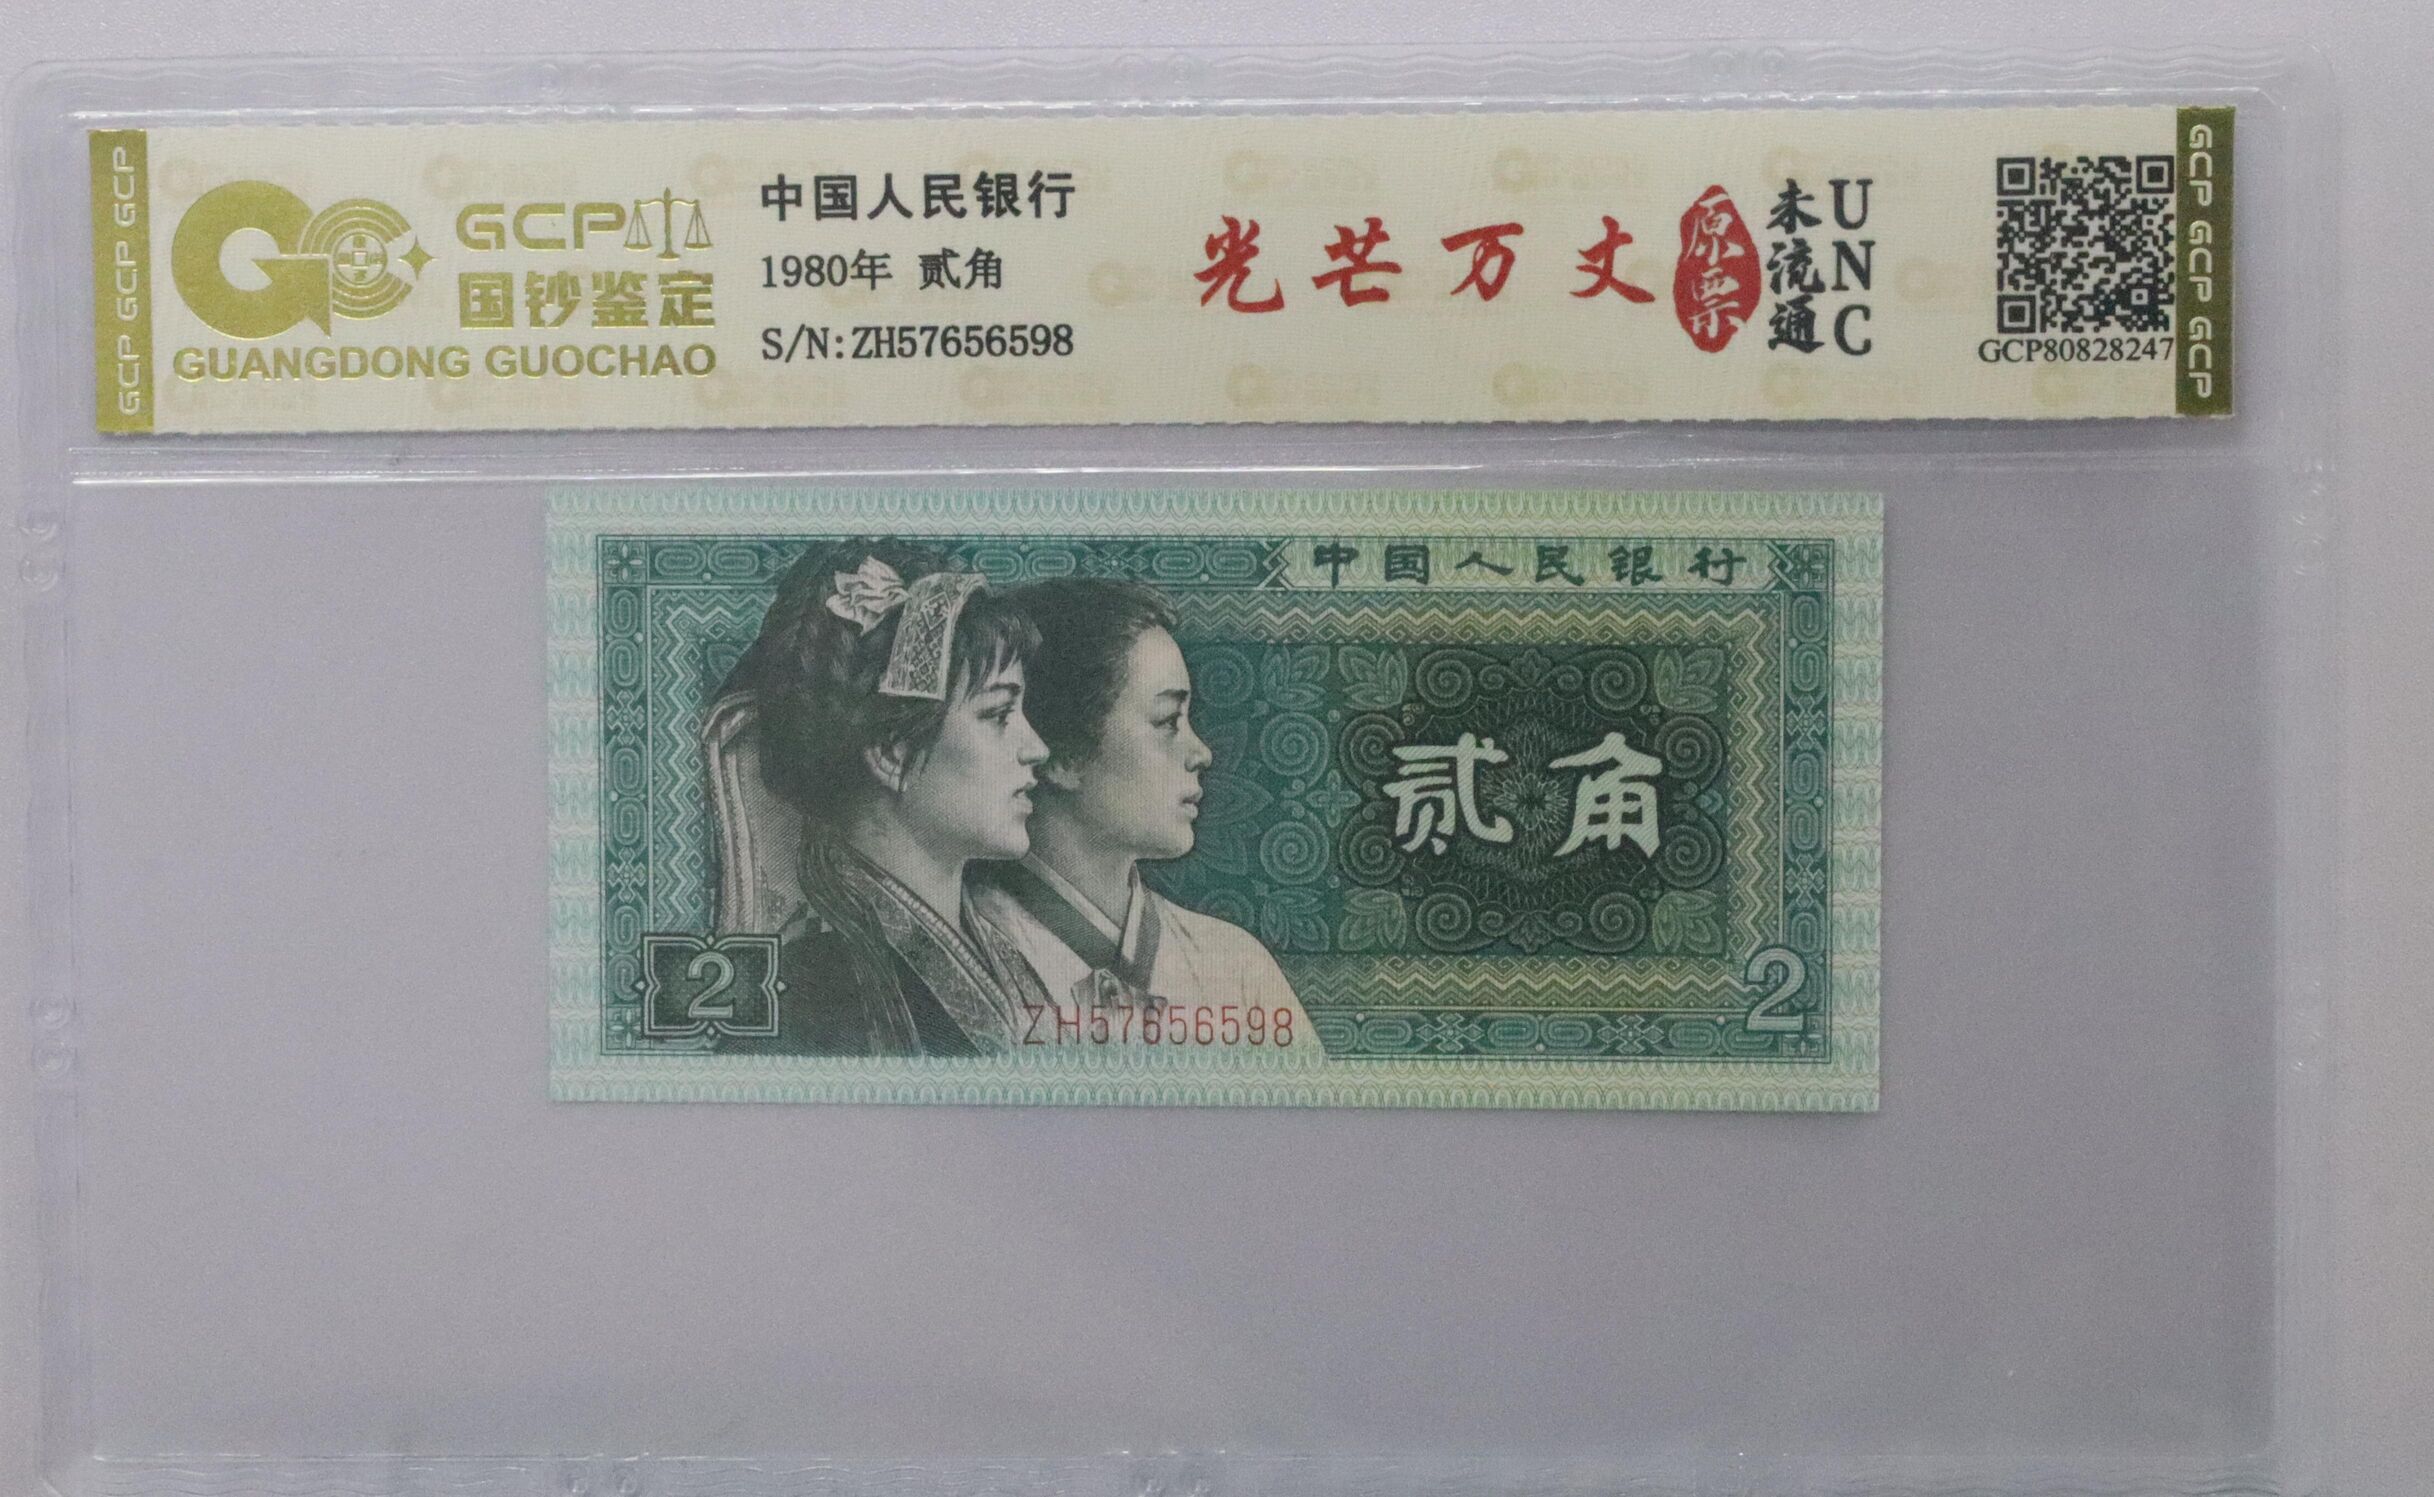 GCP GCP GCP
GCP
国钞鉴定
GUANGDONG GUOCHAO
中国人民银行
1980年 贰角
S/N:ZH57656598
光芒万丈
原票
未流通
UNC
GCP80828247
GCP GCP GCP
中国人民银行
贰角
2
ZH57656598
2